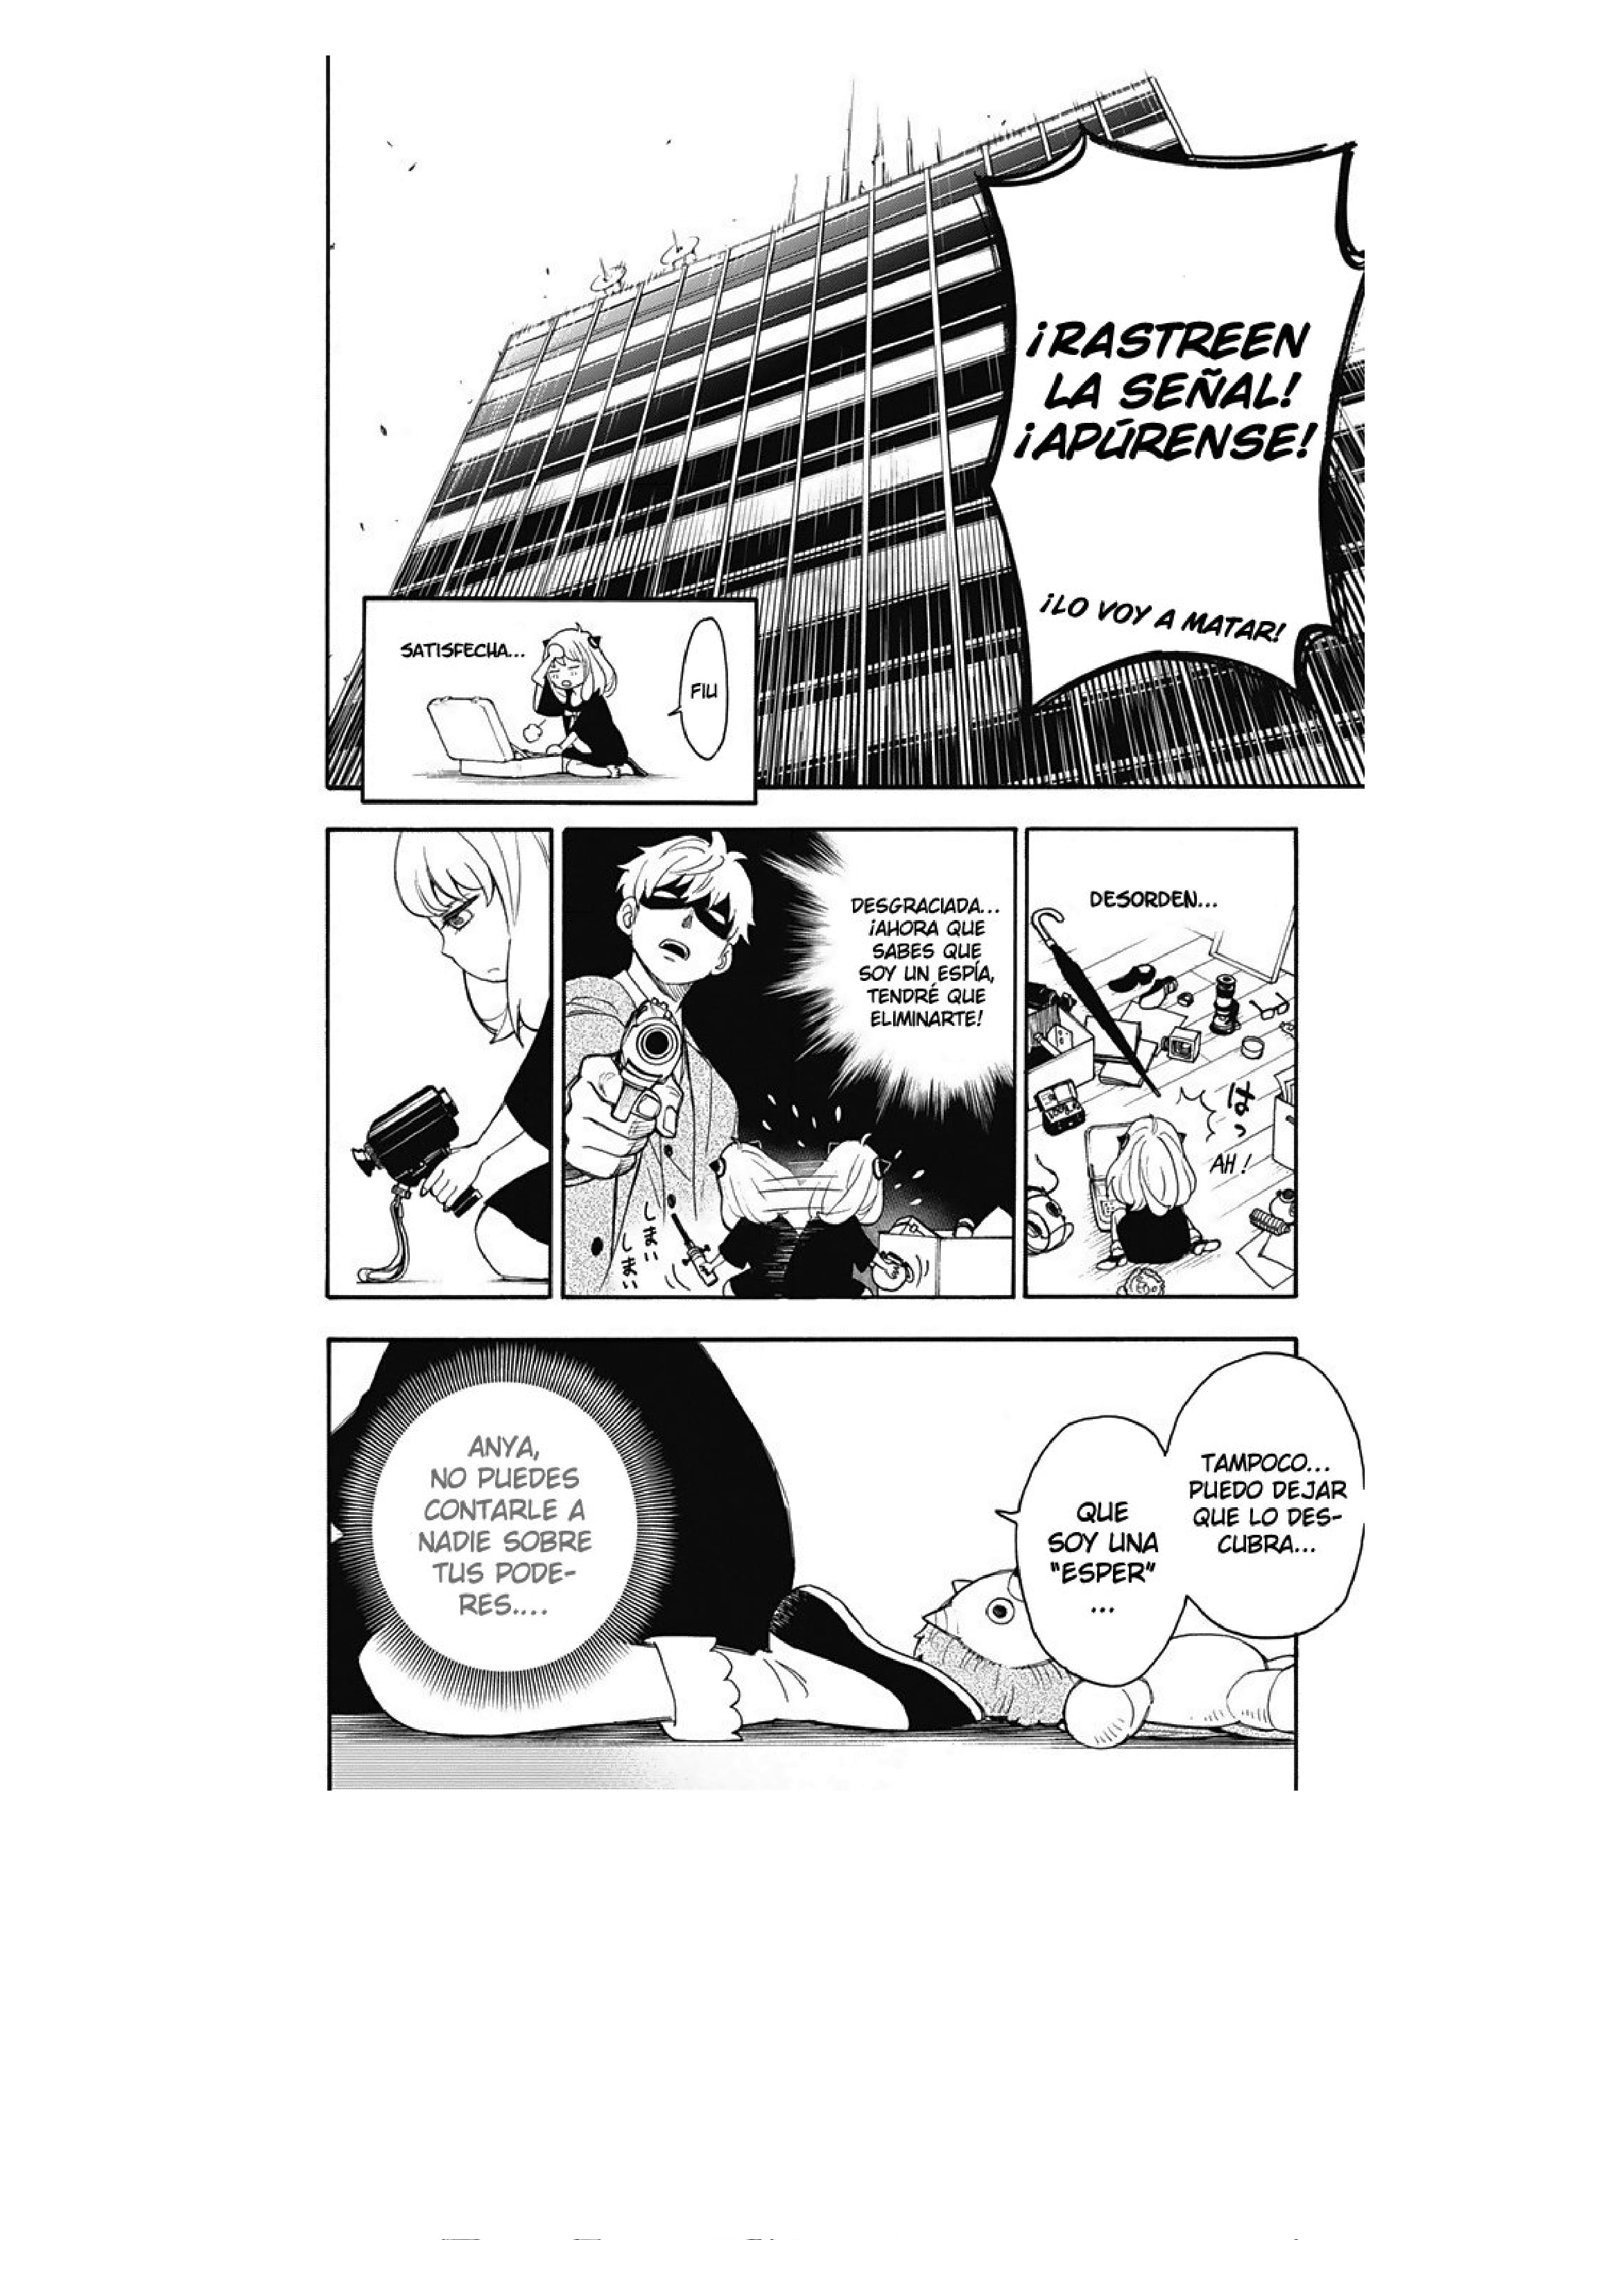 ¡RASTREEN
LA SEÑAL!
¡APÚRENSE!
¡LO VOY A MATAR!
FIU
SATISFECHA...
DESORDEN...
はっ
AH!
DESGRACIADA...
¡AHORA QUE
SABES QUE
SOY UN ESPÍA,
TENDRÉ QUE
ELIMINARTE!
しまい
しまい
TAMPOCO...
PUEDO DEJAR
QUE LO DES-
CUBRA...
QUE
SOY UNA
"ESPER"
...
ANYA,
NO PUEDES
CONTARLE A
NADIE SOBRE
TUS PODE-
RES....